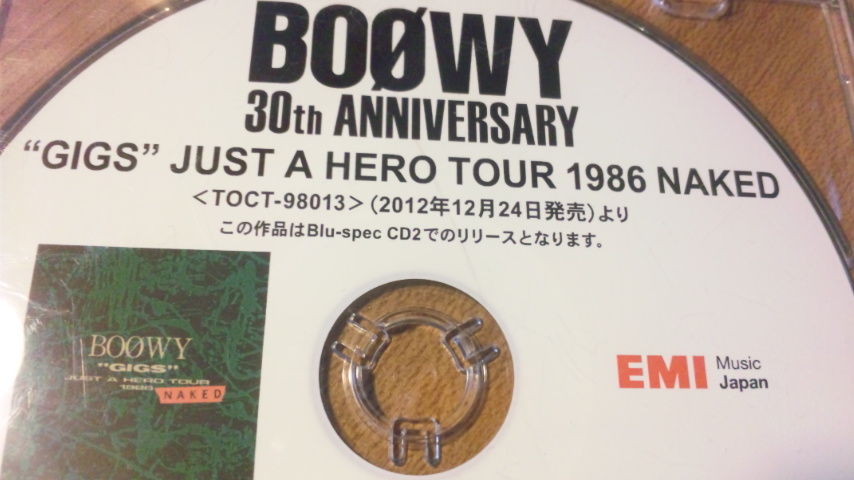 BOØWY
30th ANNIVERSARY
“GIGS” JUST A HERO TOUR 1986 NAKED
<TOCT-98013>（2012年12月24日発売）より
この作品はBlu-spec CD2でのリリースとなります。
BOØWY
"GIGS"
JUST A HERO TOUR
1986 NAKED
EMI Music
Japan